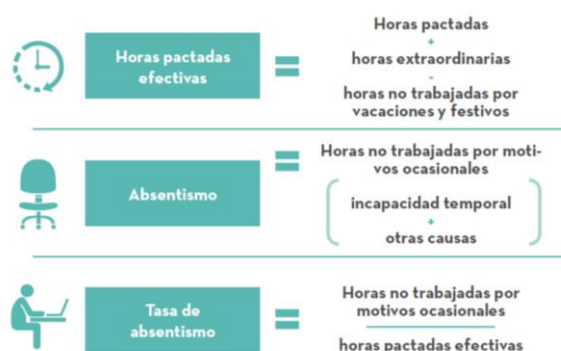 Horas pactadas
efectivas
=
Horas pactadas
+
horas extraordinarias
-
horas no trabajadas por
vacaciones y festivos
Absentismo
=
Horas no trabajadas por moti-
vos ocasionales
incapacidad temporal
+
otras causas
Tasa de
absentismo
=
Horas no trabajadas por
motivos ocasionales
horas pactadas efectivas